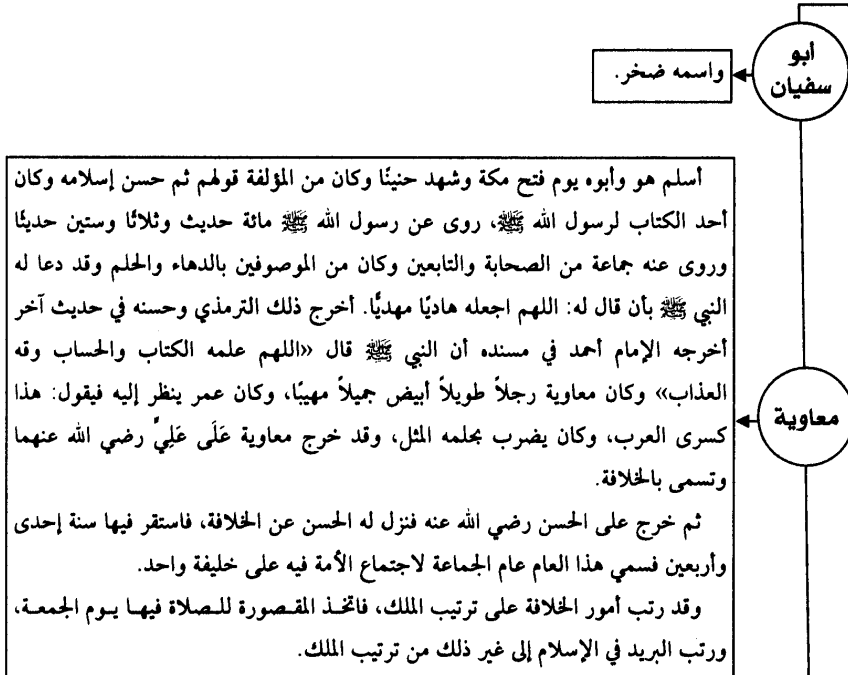 أبو
سفيان
واسمه ضخر.
أسلم هو وأبوه يوم فتح مكة وشهد حنينًا وكان من المؤلفة قولهم ثم حسن إسلامه وكان
أحد الكتاب لرسول الله ﷺ، روى عن رسول الله ﷺ مائة حديث وثلاثًا وستين حديثًا
وروى عنه جماعة من الصحابة والتابعين وكان من الموصوفين بالدهاء والحلم وقد دعا له
النبي ﷺ بأن قال له: اللهم اجعله هاديًا مهديًّا. أخرج ذلك الترمذي وحسنه في حديث آخر
أخرجه الإمام أحمد في مسنده أن النبي ﷺ قال «اللهم علمه الكتاب والحساب وقه
العذاب» وكان معاوية رجلاً طويلاً أبيض جميلاً مهيبًا، وكان عمر ينظر إليه فيقول: هذا
كسرى العرب، وكان يضرب بحلمه المثل، وقد خرج معاوية عَلَى عَلِيٍّ رضي الله عنهما
وتسمى بالخلافة.
ثم خرج على الحسن رضي الله عنه فنزل له الحسن عن الخلافة، فاستقر فيها سنة إحدى
وأربعين فسمي هذا العام عام الجماعة لاجتماع الأمة فيه على خليفة واحد.
وقد رتب أمور الخلافة على ترتيب الملك، فاتخذ المقصورة للصلاة فيها يوم الجمعة،
ورتب البريد في الإسلام إلى غير ذلك من ترتيب الملك.
معاوية